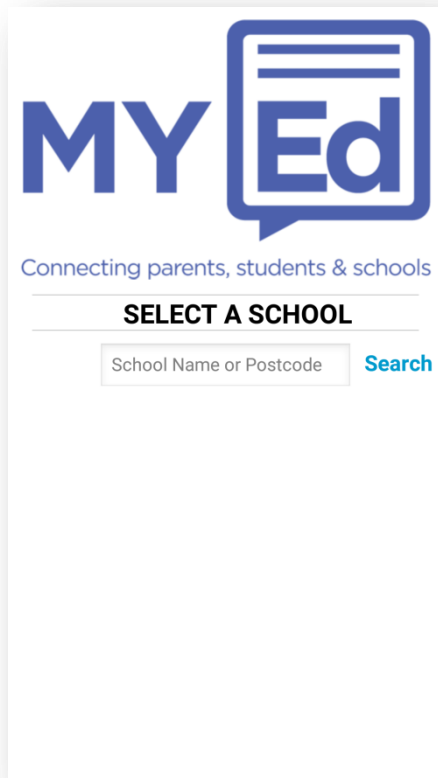 MY Ed
Connecting parents, students & schools
SELECT A SCHOOL
School Name or Postcode Search